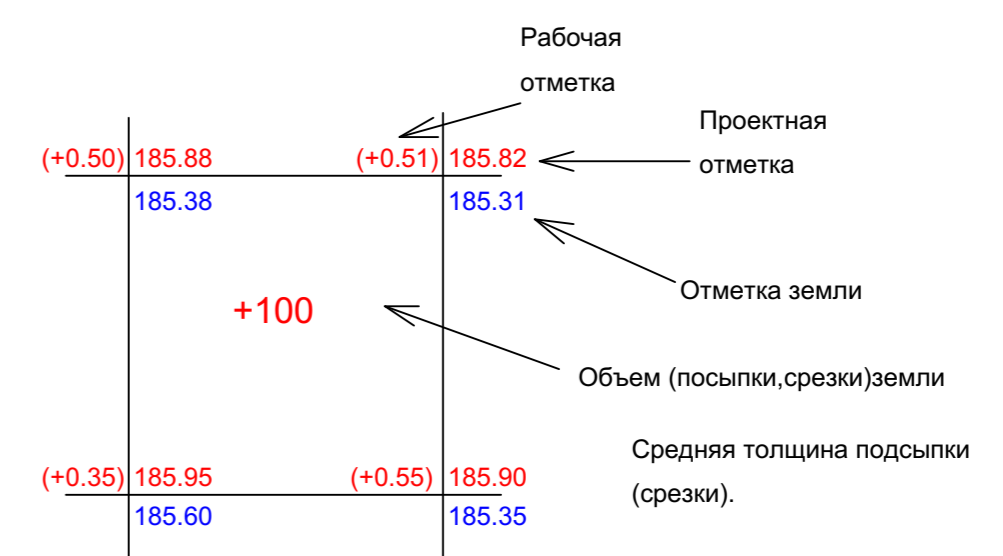 Рабочая
отметка
Проектная
отметка
(+0.50) 185.88 (+0.51) 185.82
185.38 185.31
Отметка земли
+100
Объем (посыпки,срезки)земли
Средняя толщина подсыпки
(срезки).
(+0.35) 185.95 (+0.55) 185.90
185.60 185.35